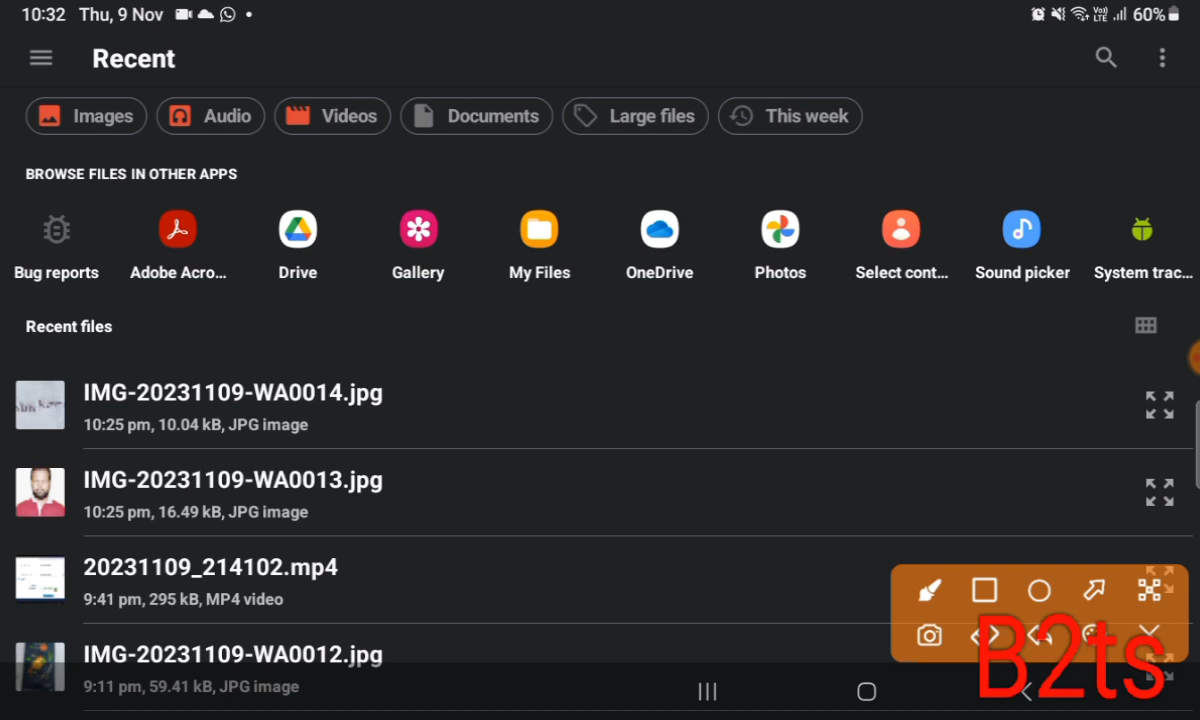 10:32 Thu, 9 Nov
Vo)) LTE 60%
Recent
Images Audio Videos Documents Large files This week
BROWSE FILES IN OTHER APPS
Bug reports Adobe Acro... Drive Gallery My Files OneDrive Photos Select cont... Sound picker System trac...
Recent files
IMG-20231109-WA0014.jpg
10:25 pm, 10.04 kB, JPG image
IMG-20231109-WA0013.jpg
10:25 pm, 16.49 kB, JPG image
20231109_214102.mp4
9:41 pm, 295 kB, MP4 video
IMG-20231109-WA0012.jpg
9:11 pm, 59.41 kB, JPG image
B2ts